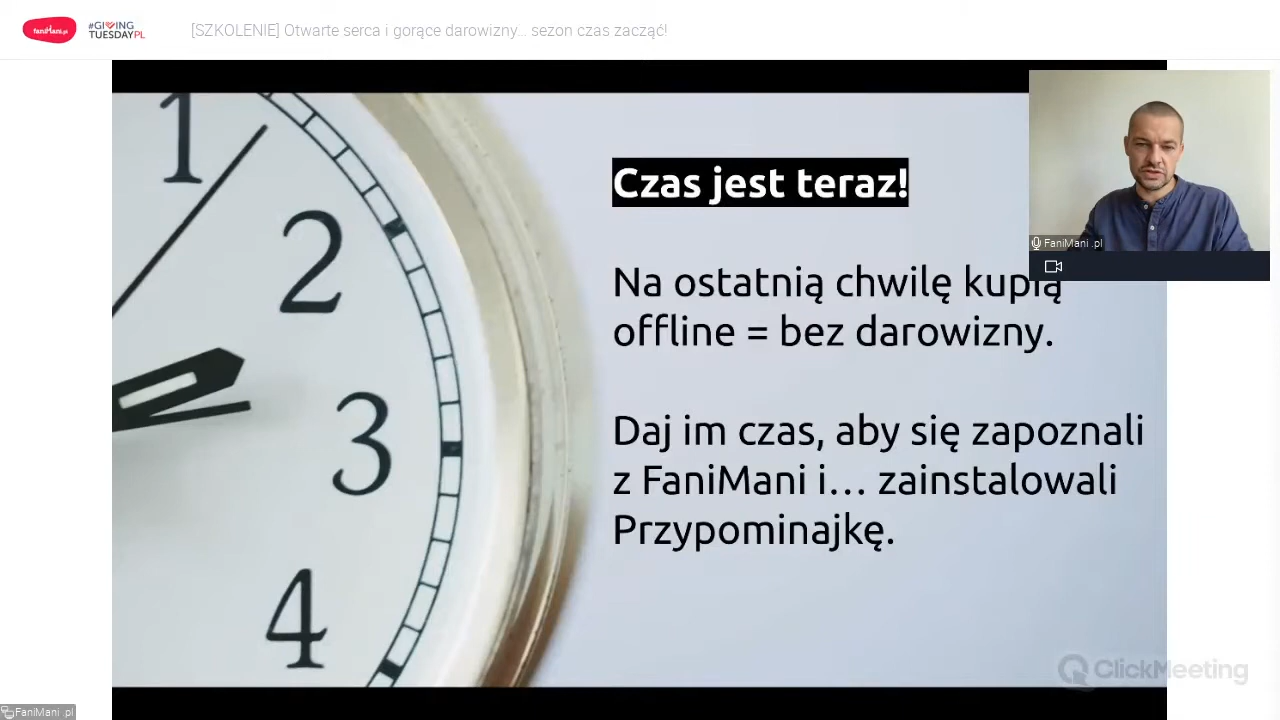 faniMani.pl
#GIVING
TUESDAYPL
[SZKOLENIE] Otwarte serca i gorące darowizny... sezon czas zacząć!
1
2
3
4
Czas jest teraz!
Na ostatnią chwilę kupią
offline = bez darowizny.
Daj im czas, aby się zapoznali
z FaniMani i… zainstalowali
Przypominajkę.
FaniMani .pl
ClickMeeting
FaniMani .pl